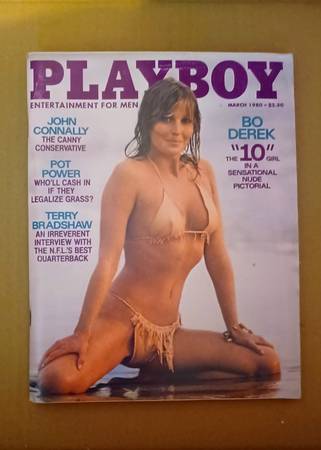 PLAYBOY
ENTERTAINMENT FOR MEN
MARCH 1980 • $2.50
JOHN
CONNALLY
THE CANNY
CONSERVATIVE
POT
POWER
WHO'LL CASH IN
IF THEY
LEGALIZE GRASS?
TERRY
BRADSHAW
AN IRREVERENT
INTERVIEW WITH
THE N.F.L.'S BEST
QUARTERBACK
BO
DEREK
"10"
THE GIRL
IN A
SENSATIONAL
NUDE
PICTORIAL